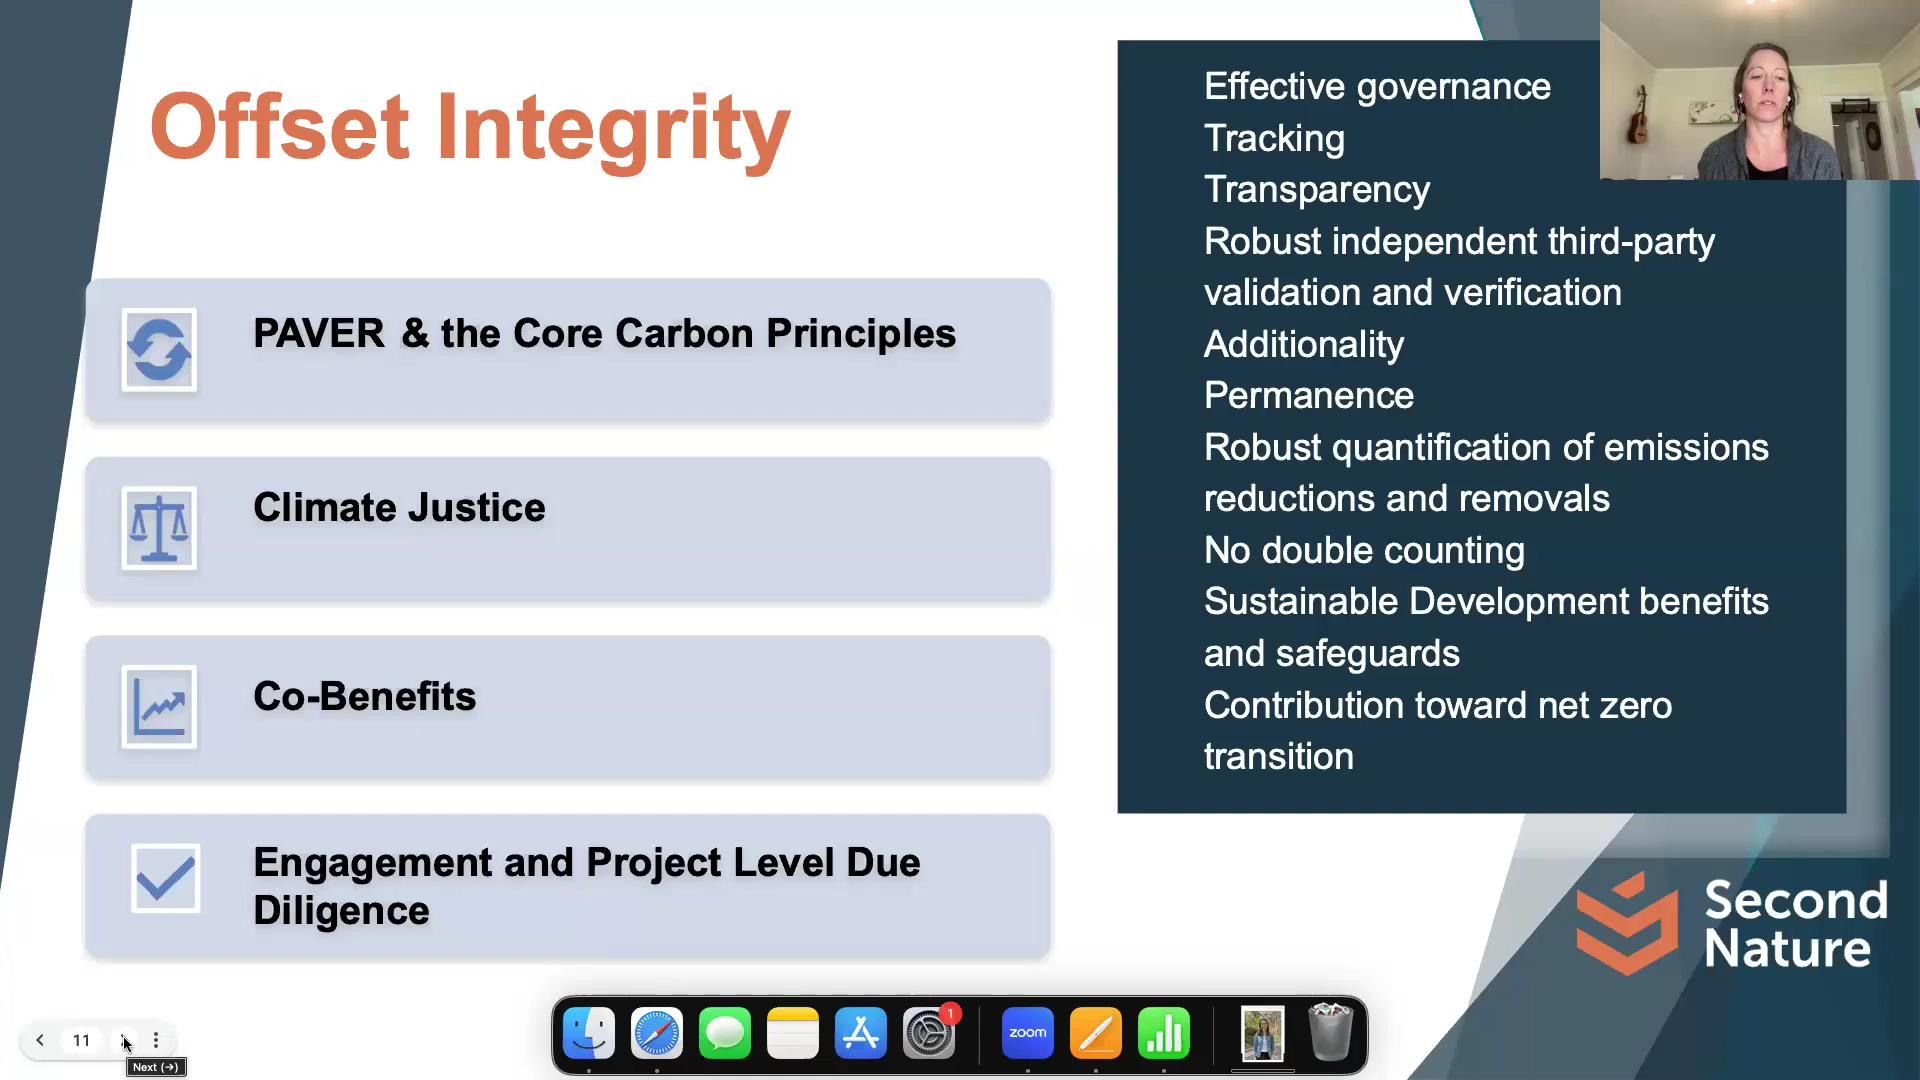 Offset Integrity
PAVER & the Core Carbon Principles
Climate Justice
Co-Benefits
Engagement and Project Level Due
Diligence
Effective governance
Tracking
Transparency
Robust independent third-party
validation and verification
Additionality
Permanence
Robust quantification of emissions
reductions and removals
No double counting
Sustainable Development benefits
and safeguards
Contribution toward net zero
transition
Second
Nature
11
Next (→)
1
zoom